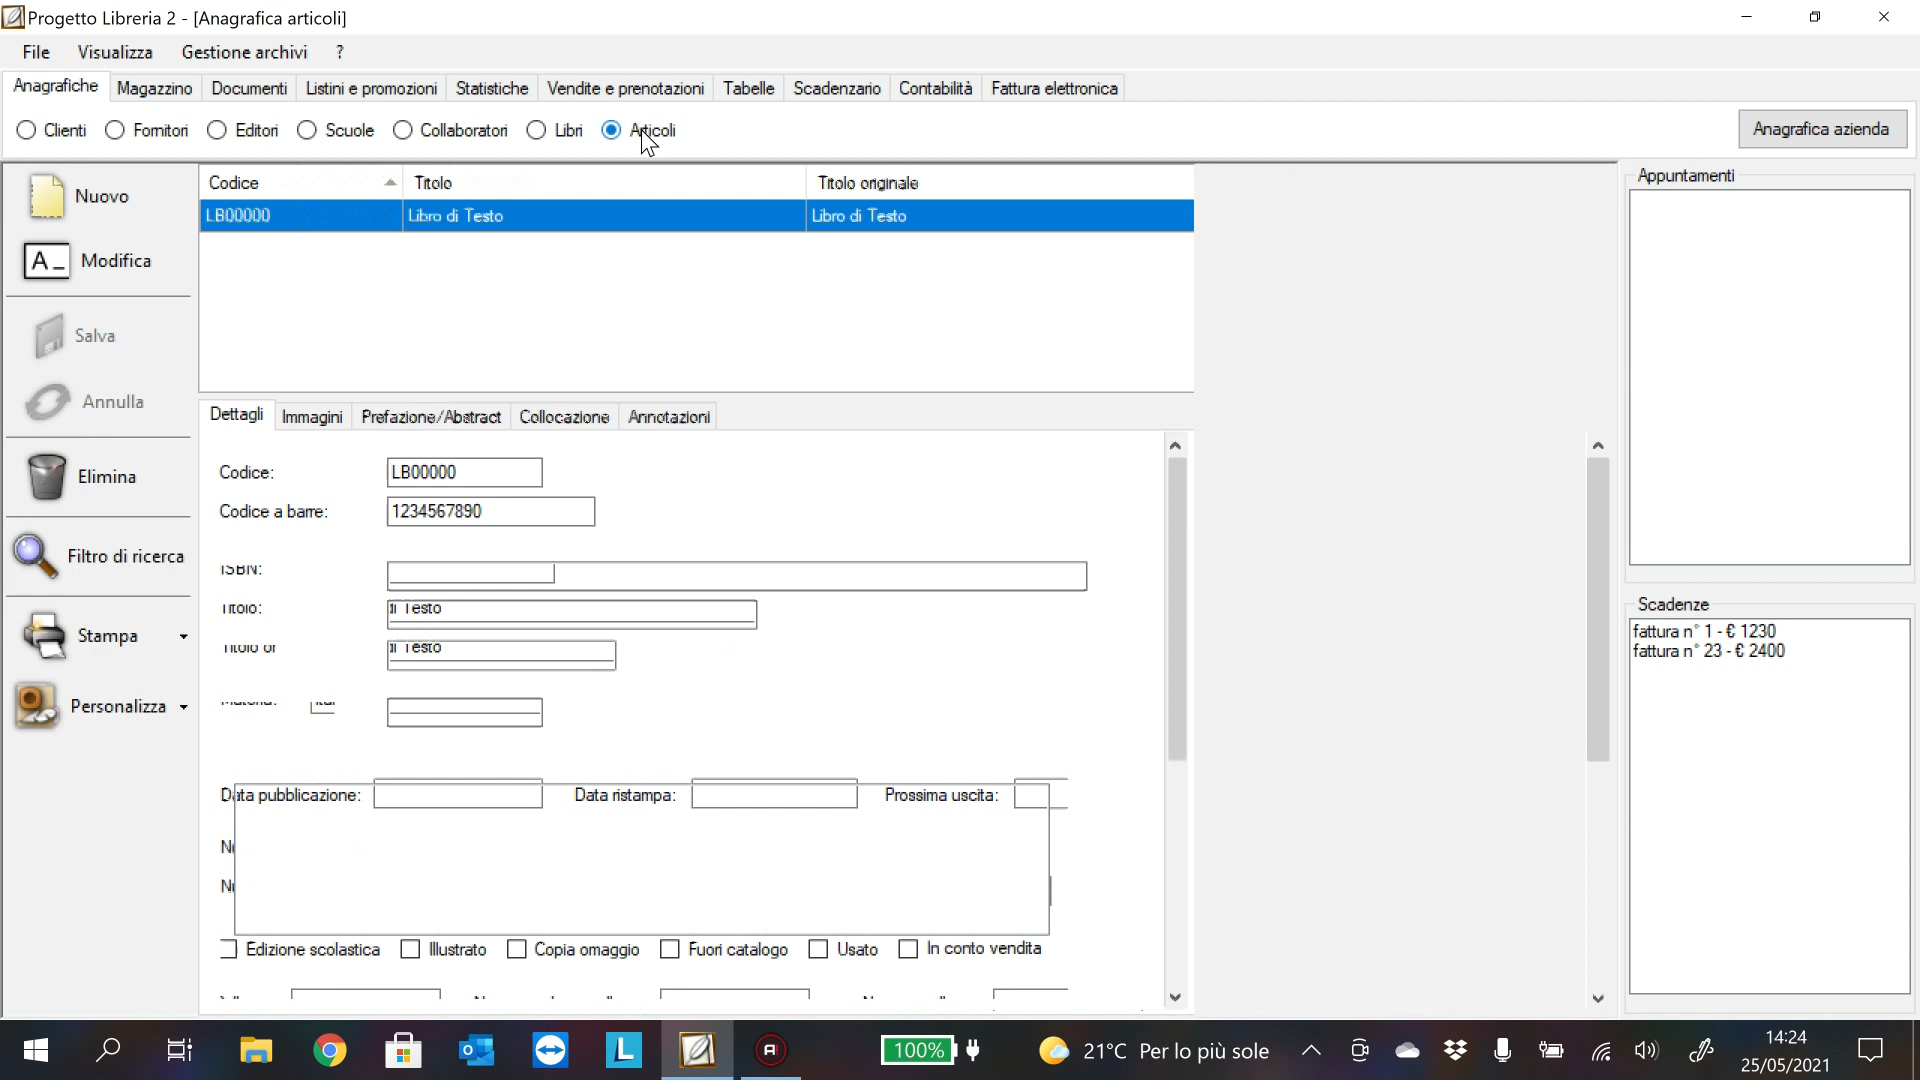 Progetto Libreria 2 - [Anagrafica articoli]
File Visualizza Gestione archivi ?
Anagrafiche Magazzino Documenti Listini e promozioni Statistiche Vendite e prenotazioni Tabelle Scadenzario Contabilità Fattura elettronica
Clienti Fornitori Editori Scuole Collaboratori Libri Articoli
Anagrafica azienda
Nuovo
Modifica
Salva
Annulla
Elimina
Filtro di ricerca
Stampa
Personalizza
Codice Titolo Titolo originale
LB00000 Libro di Testo Libro di Testo
Dettagli Immagini Prefazione/Abstract Collocazione Annotazioni
Codice: LB00000
Codice a barre: 1234567890
ISBN:
Titolo: di Testo
Titolo or di Testo
Materia:
Data pubblicazione: Data ristampa: Prossima uscita:
Edizione scolastica Illustrato Copia omaggio Fuori catalogo Usato In conto vendita
Appuntamenti
Scadenze
fattura n° 1 - € 1230
fattura n° 23 - € 2400
100% 21°C Per lo più sole 14:24
25/05/2021